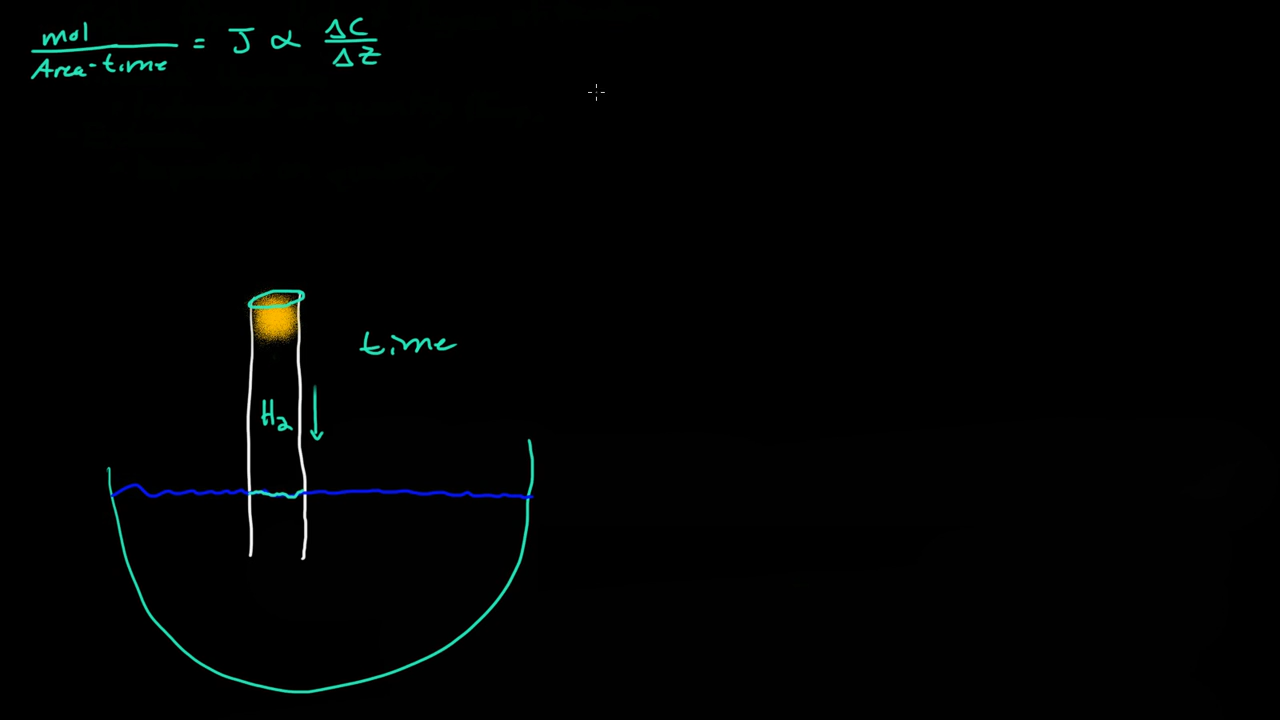 mol / Area-time = J ∝ ΔC / ΔZ
time
H₂